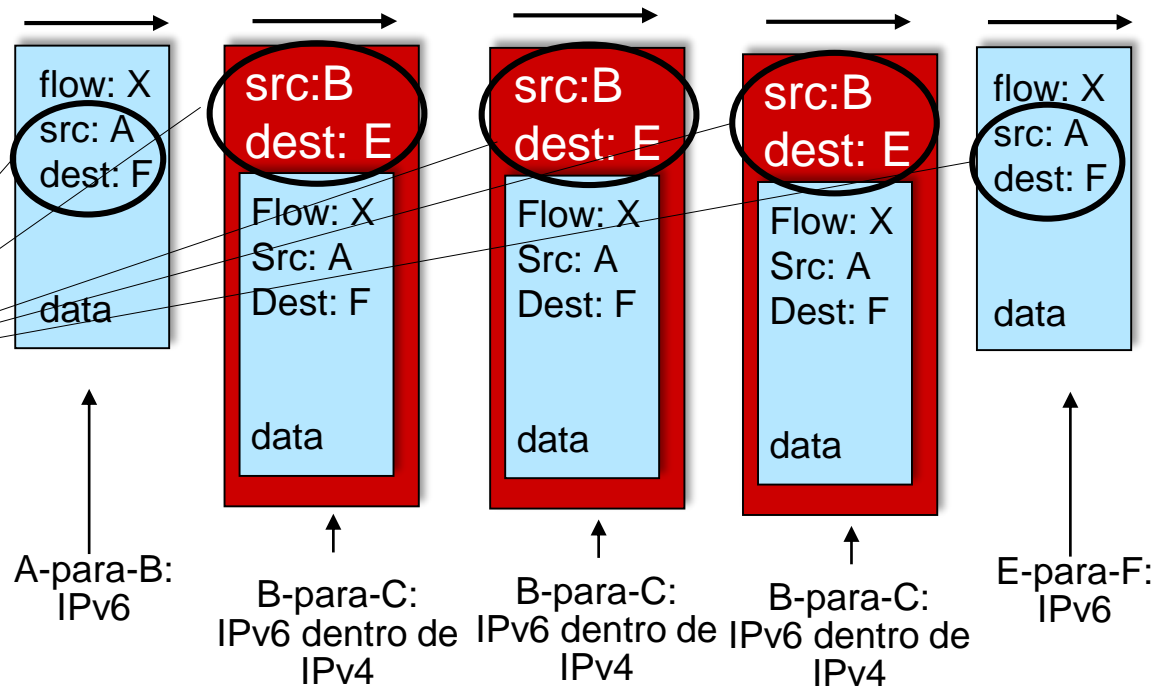 flow: X
src: A
dest: F
data
src:B
dest: E
Flow: X
Src: A
Dest: F
data
src:B
dest: E
Flow: X
Src: A
Dest: F
data
src:B
dest: E
Flow: X
Src: A
Dest: F
data
flow: X
src: A
dest: F
data
A-para-B:
IPv6
B-para-C:
IPv6 dentro de
IPv4
B-para-C:
IPv6 dentro de
IPv4
B-para-C:
IPv6 dentro de
IPv4
E-para-F:
IPv6